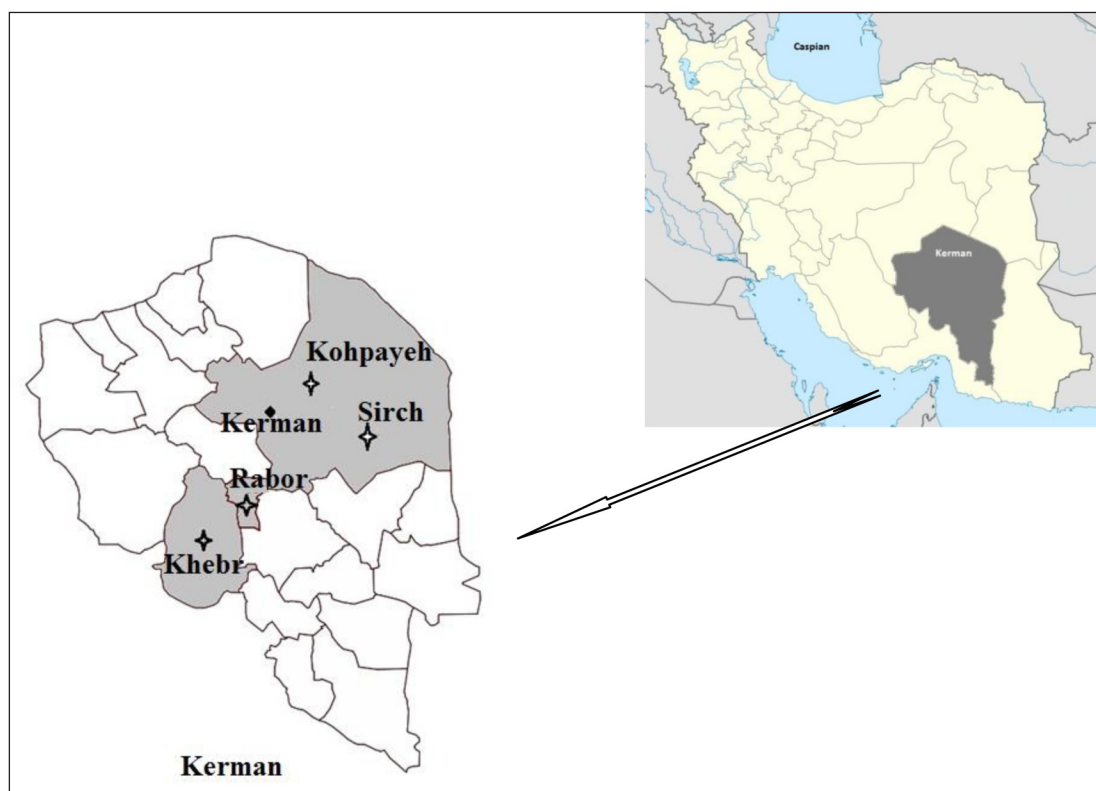 Caspian
Kerman
Kohpayeh
Kerman
Sirch
Rabor
Khebr
Kerman